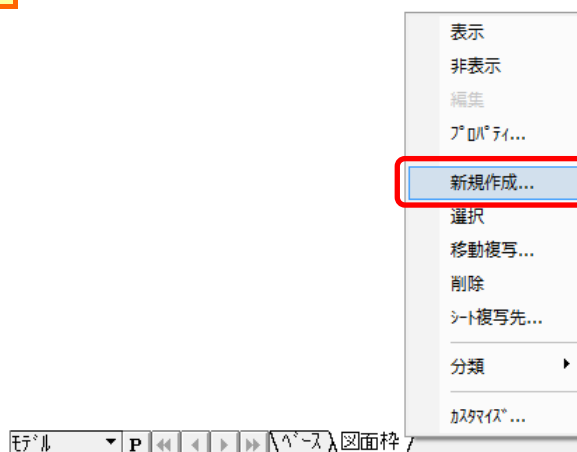 表示
非表示
編集
ﾌﾟﾛﾊﾟﾃｨ...
新規作成...
選択
移動複写...
削除
ｼｰﾄ複写先...
分類
ｶｽﾀﾏｲｽﾞ...
ﾓﾃﾞﾙ P ﾍﾞｰｽ 図面枠